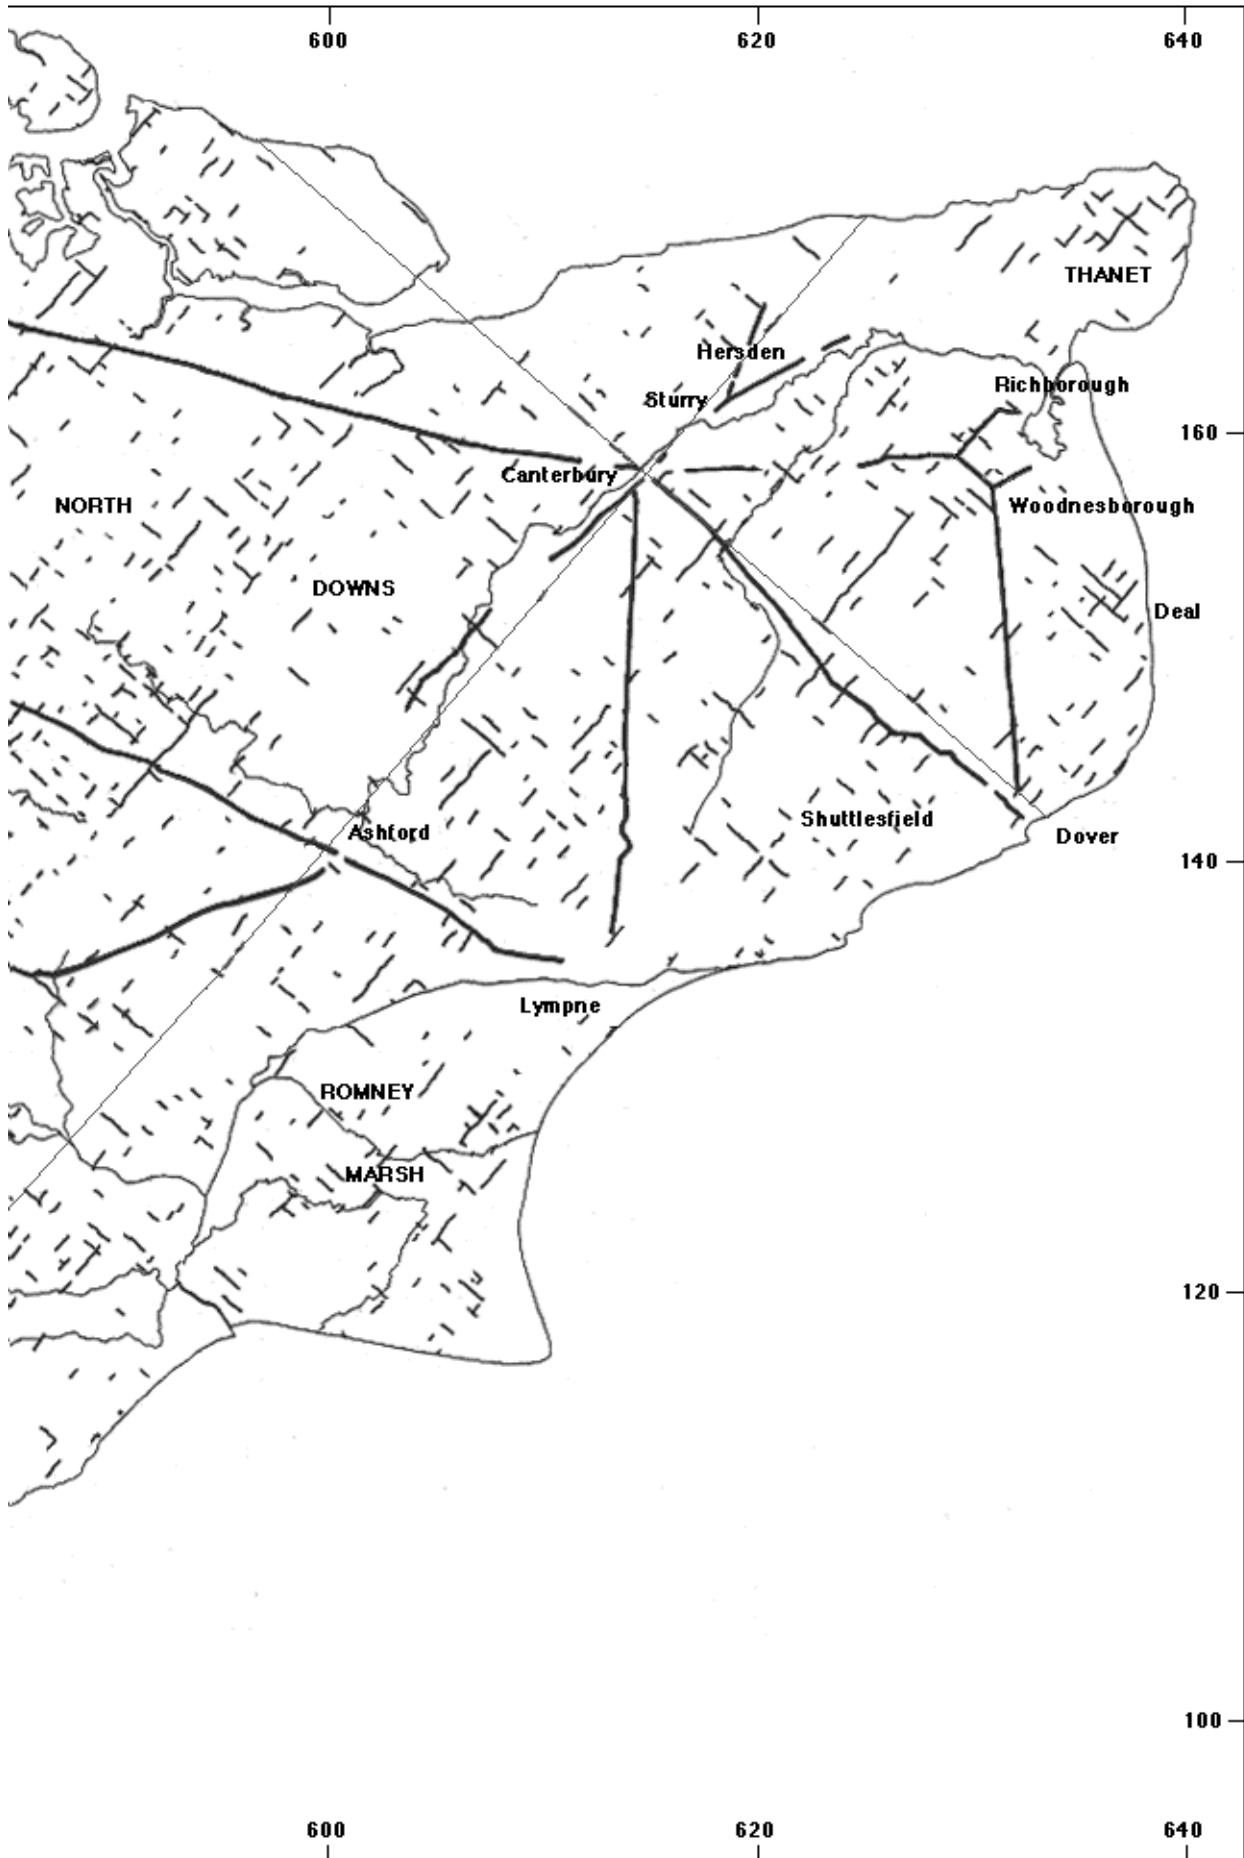 600 620 640
THANET
Hersden
Richborough
Sturry
160
Canterbury
NORTH
Woodnesborough
DOWNS
Deal
Shuttlesfield
Ashford
Dover
140
Lympne
ROMNEY
MARSH
120
100
600 620 640